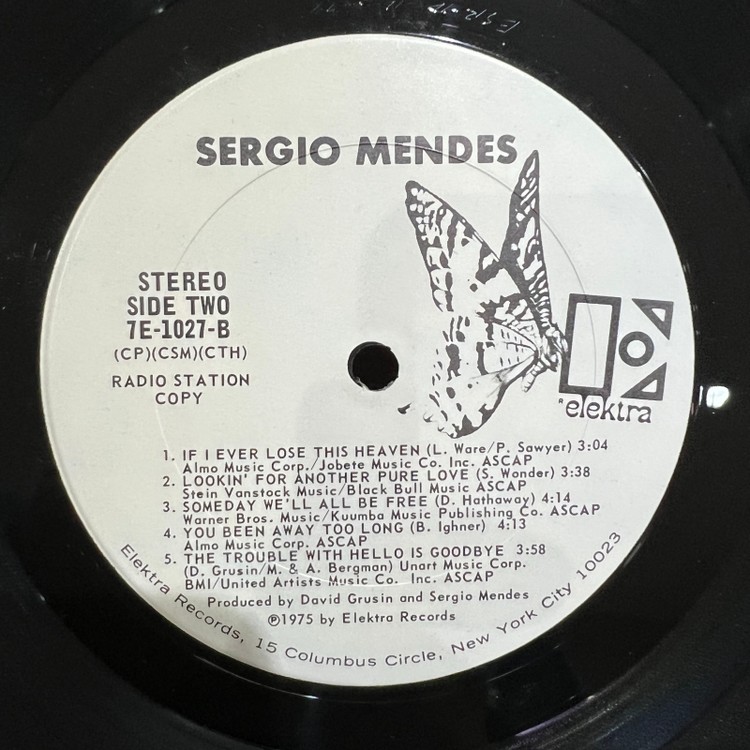 SERGIO MENDES
STEREO
SIDE TWO
7E-1027-B
(CP)(CSM)(CTH)
RADIO STATION
COPY
elektra
1. IF I EVER LOSE THIS HEAVEN (L. Ware/P. Sawyer) 3:04
Almo Music Corp./Jobete Music Co. Inc. ASCAP
2. LOOKIN' FOR ANOTHER PURE LOVE (S. Wonder) 3:38
Stein Vanstock Music/Black Bull Music ASCAP
3. SOMEDAY WE'LL ALL BE FREE (D. Hathaway) 4:14
Warner Bros. Music/Kuumba Music Publishing Co. ASCAP
4. YOU BEEN AWAY TOO LONG (B. Ighner) 4:13
Almo Music Corp. ASCAP
5. THE TROUBLE WITH HELLO IS GOODBYE 3:58
(D. Grusin/M. & A. Bergman) Unart Music Corp.
BMI/United Artists Music Co. Inc. ASCAP
Produced by David Grusin and Sergio Mendes
℗1975 by Elektra Records
Elektra Records, 15 Columbus Circle, New York City 10023